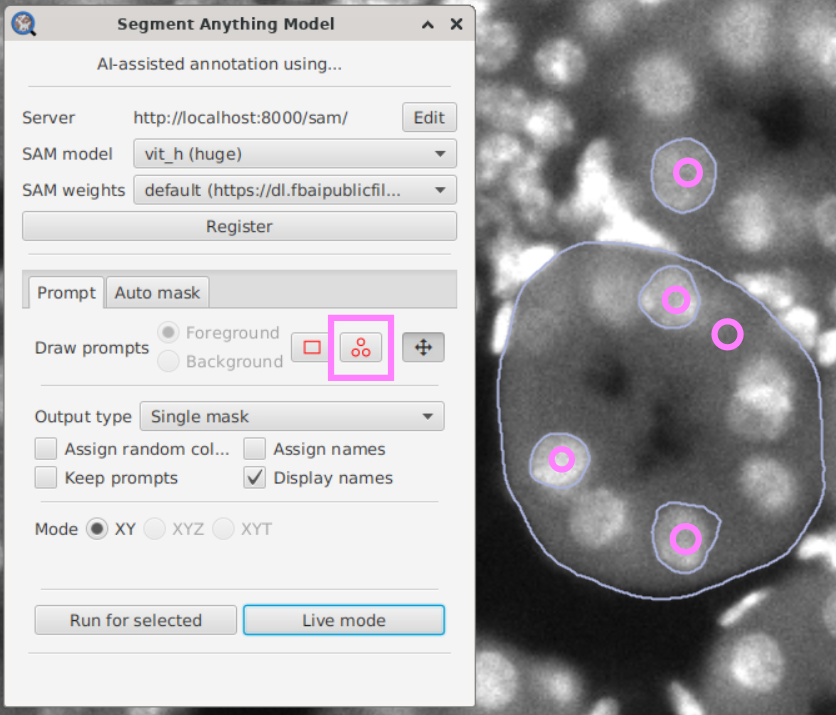 Segment Anything Model
AI-assisted annotation using...
Server http://localhost:8000/sam/ Edit
SAM model vit_h (huge)
SAM weights default (https://dl.fbaipublicfil...
Register
Prompt Auto mask
Draw prompts Foreground
Background
Output type Single mask
Assign random col... Assign names
Keep prompts Display names
Mode XY XYZ XYT
Run for selected Live mode